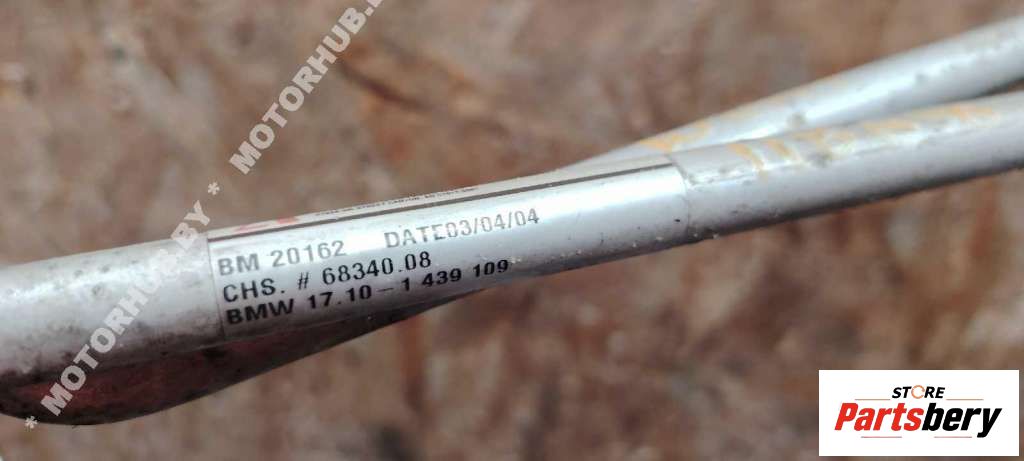 * MOTORHUB.BY * MOTORHUB.
BM 20162 DATE03/04/04
CHS. # 68340.08
BMW 17.10-1 439 109
STORE
Partsbery